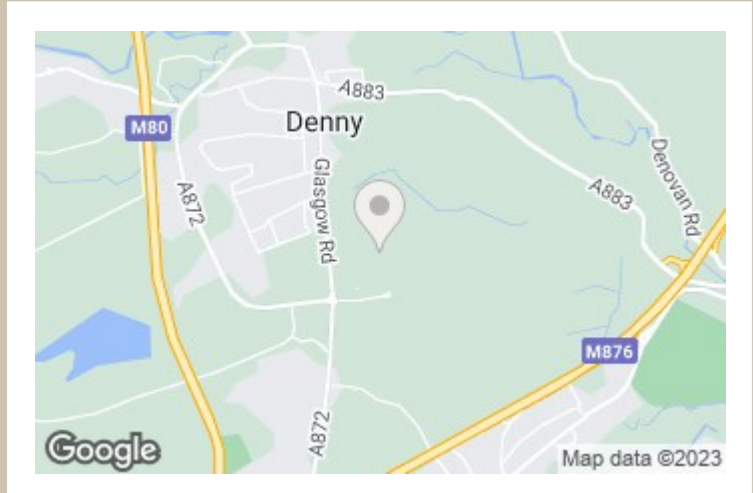 A883
M80
Denny
Denovan Rd
Glasgow Rd
A872
A883
M876
A872
Google
Map data ©2023